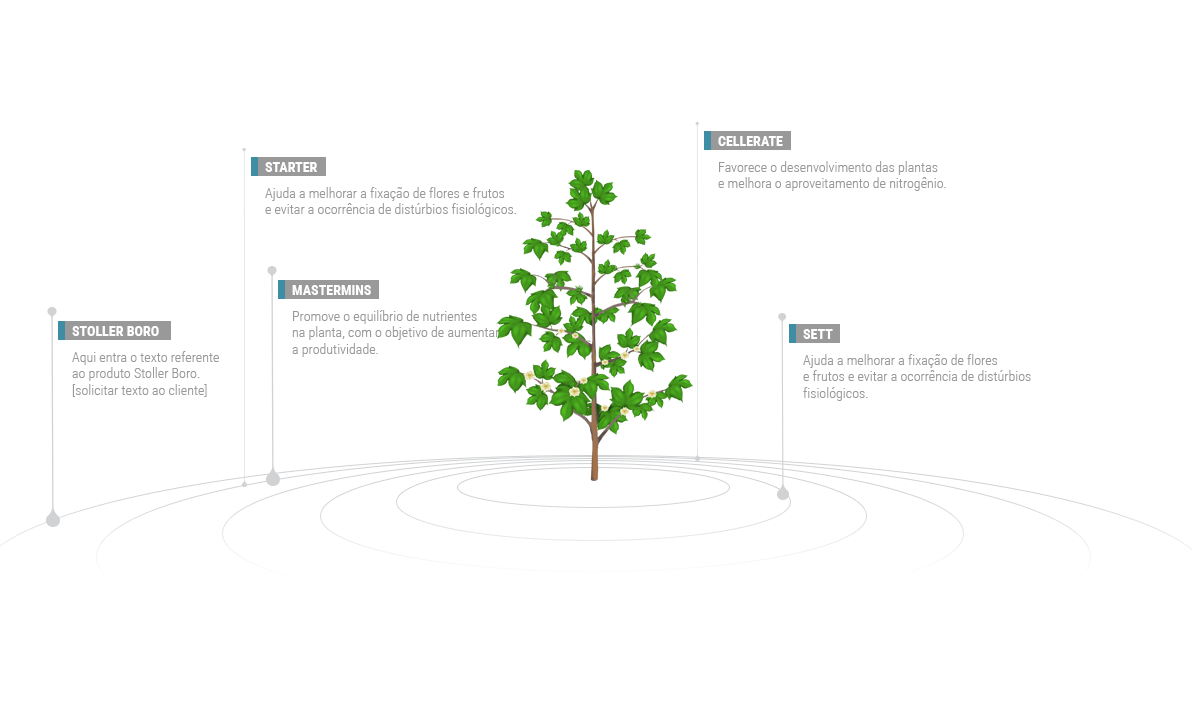 STARTER
Ajuda a melhorar a fixação de flores e frutos
e evitar a ocorrência de distúrbios fisiológicos.
CELLERATE
Favorece o desenvolvimento das plantas
e melhora o aproveitamento de nitrogênio.
MASTERMINS
Promove o equilíbrio de nutrientes
na planta, com o objetivo de aumentar
a produtividade.
STOLLER BORO
Aqui entra o texto referente
ao produto Stoller Boro.
[solicitar texto ao cliente]
SETT
Ajuda a melhorar a fixação de flores
e frutos e evitar a ocorrência de distúrbios
fisiológicos.